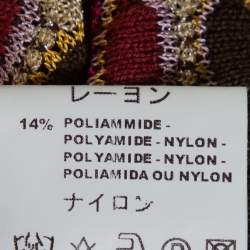 レーヨン
14% POLIAMMIDE -
POLYAMIDE - NYLON -
POLYAMIDE - NYLON -
POLIAMIDA OU NYLON
ナイロン